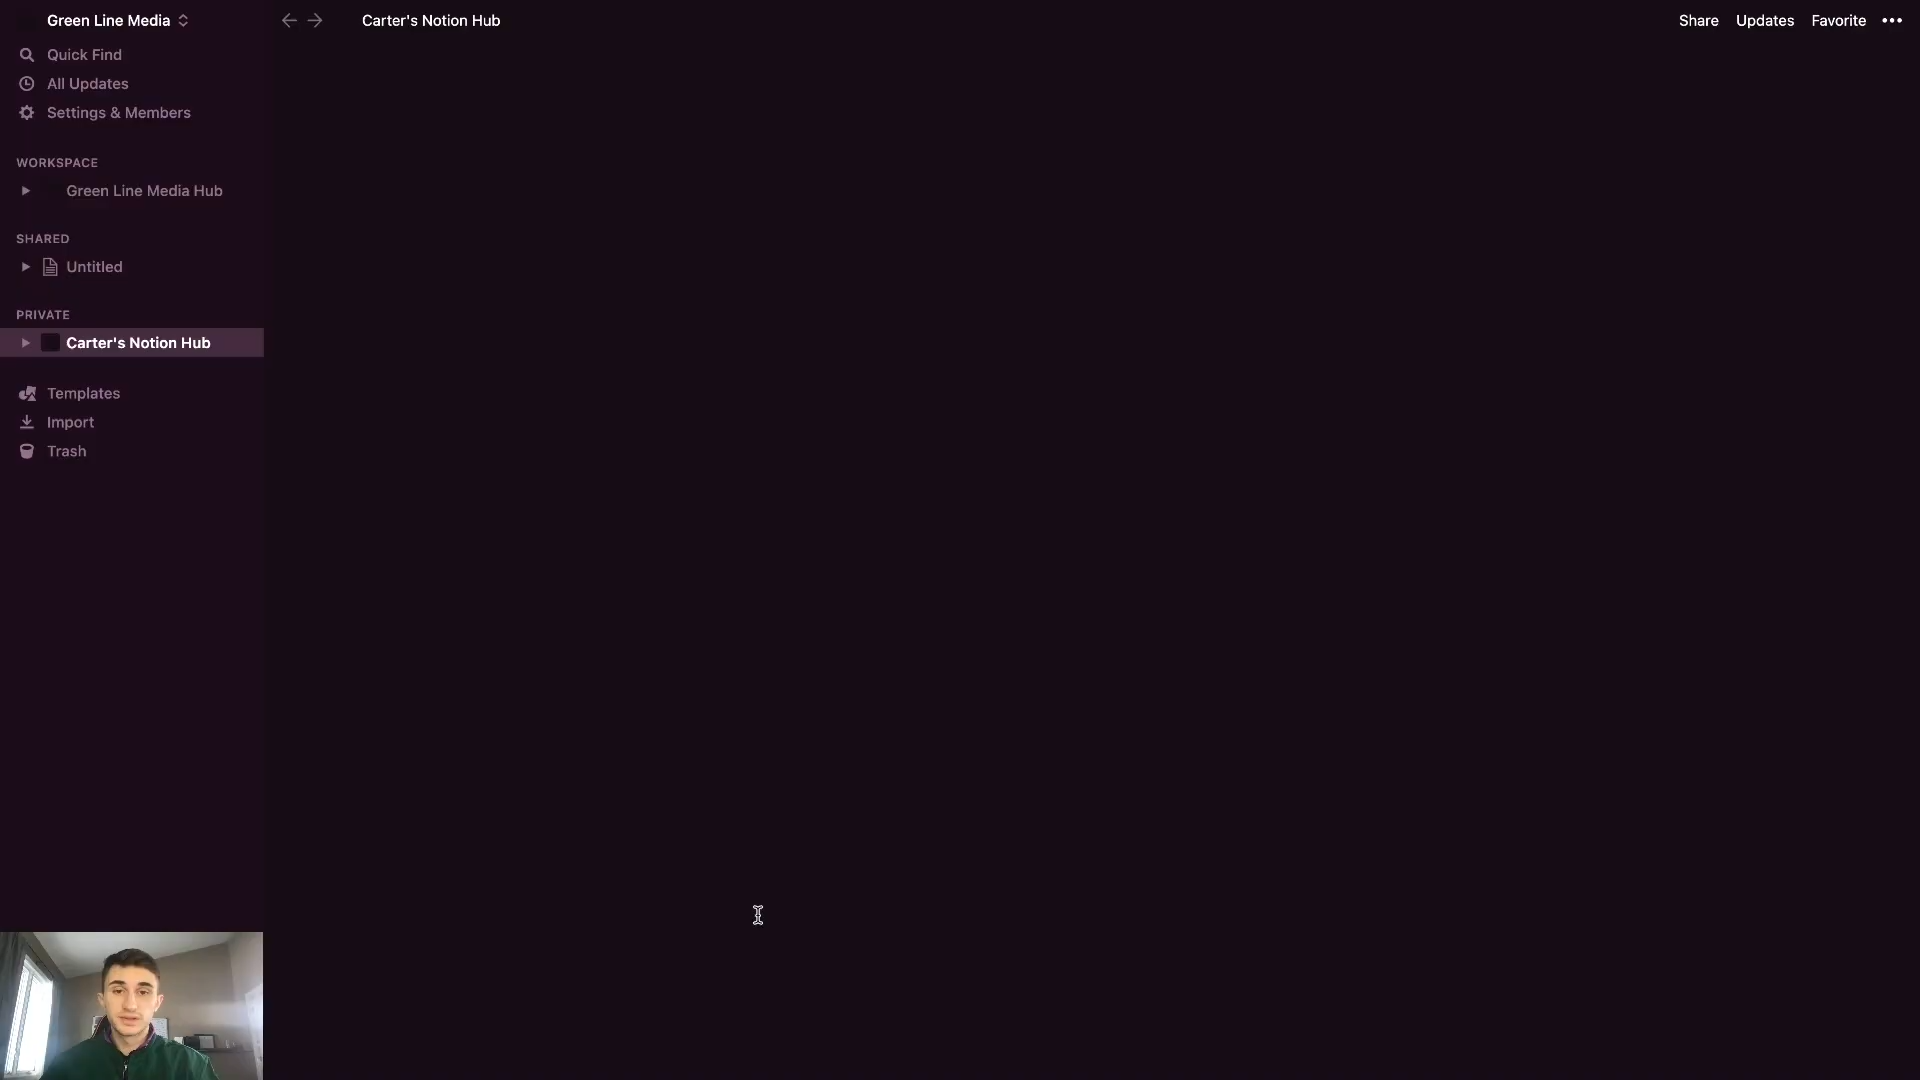 Green Line Media
Quick Find
All Updates
Settings & Members
WORKSPACE
Green Line Media Hub
SHARED
Untitled
PRIVATE
Carter's Notion Hub
Templates
Import
Trash
Carter's Notion Hub
Share Updates Favorite •••